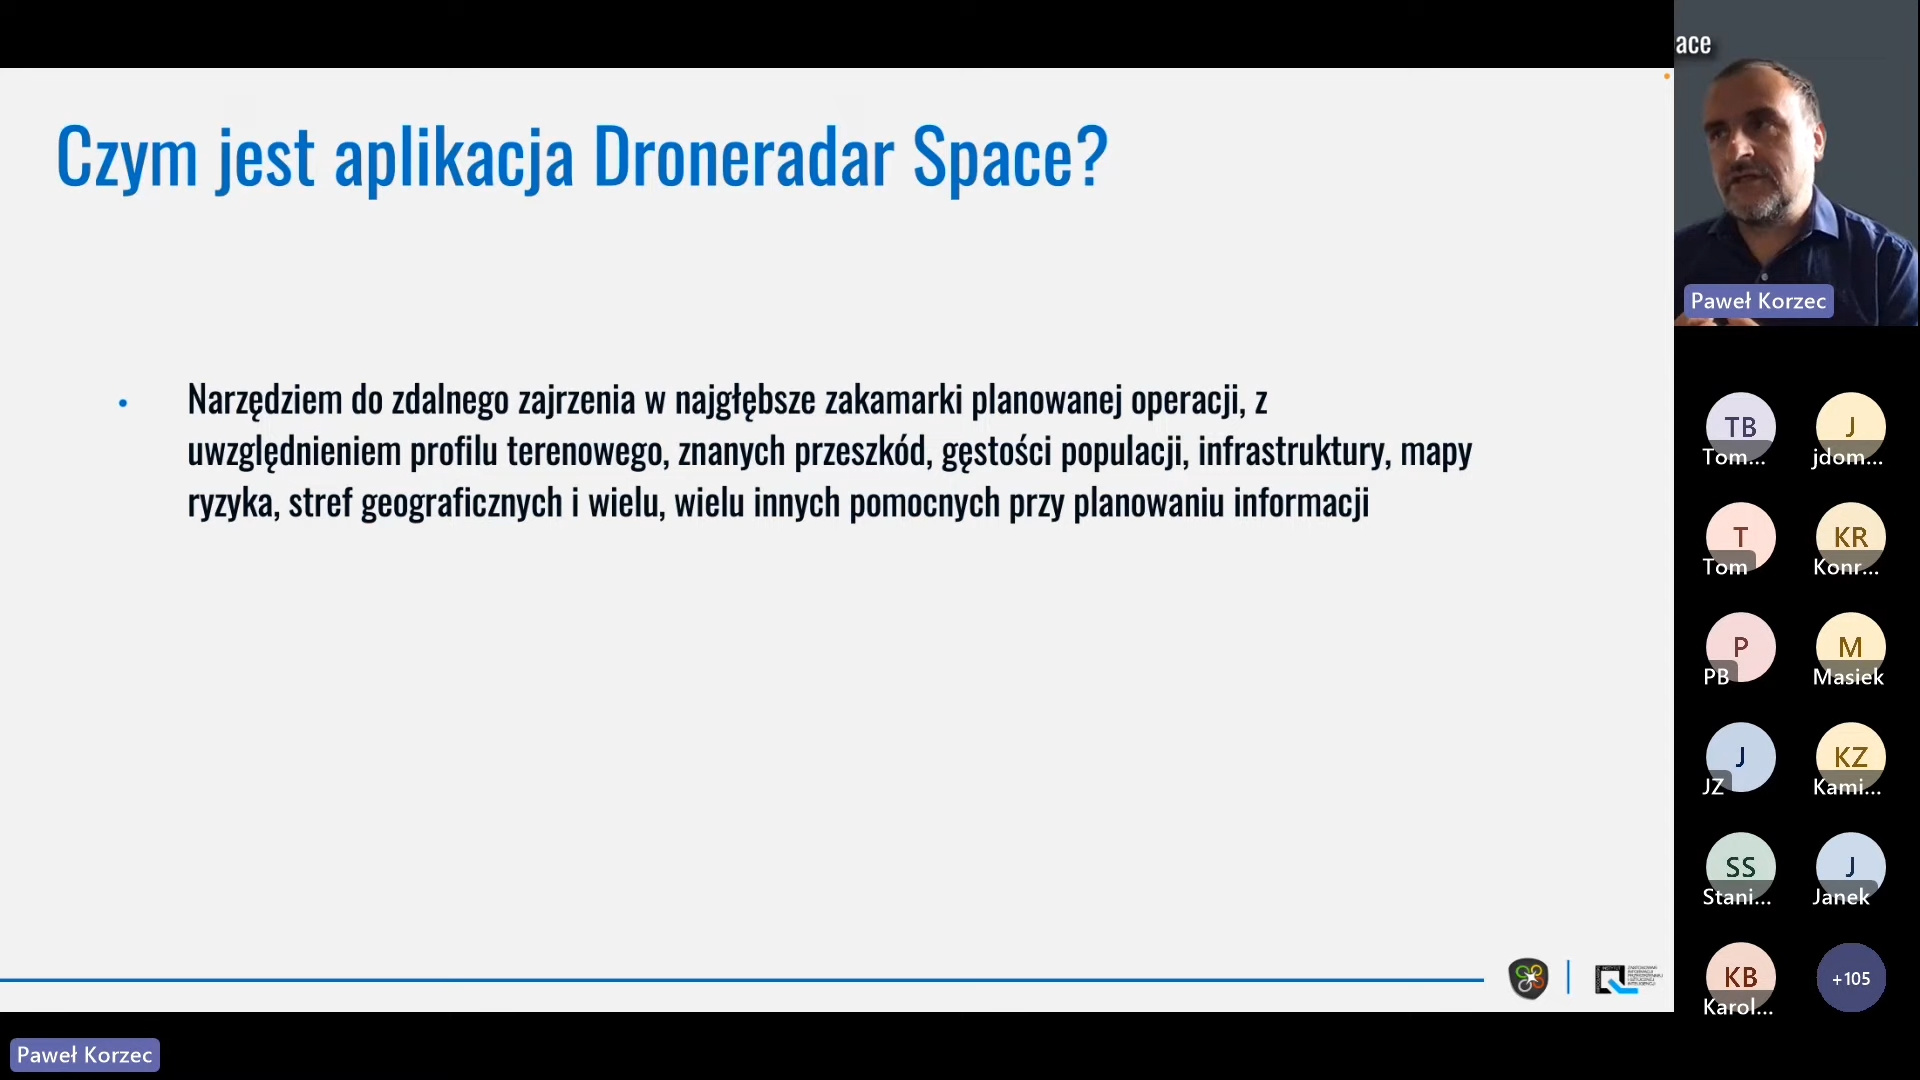 ace
Czym jest aplikacja Droneradar Space?
Narzędziem do zdalnego zajrzenia w najgłębsze zakamarki planowanej operacji, z
uwzględnieniem profilu terenowego, znanych przeszkód, gęstości populacji, infrastruktury, mapy
ryzyka, stref geograficznych i wielu, wielu innych pomocnych przy planowaniu informacji
Paweł Korzec
TB
Tom...
J
jdom...
T
Tom
KR
Konr...
P
PB
M
Masiek
J
JZ
KZ
Kami...
SS
Stani...
J
Janek
KB
Karol...
+105
Paweł Korzec